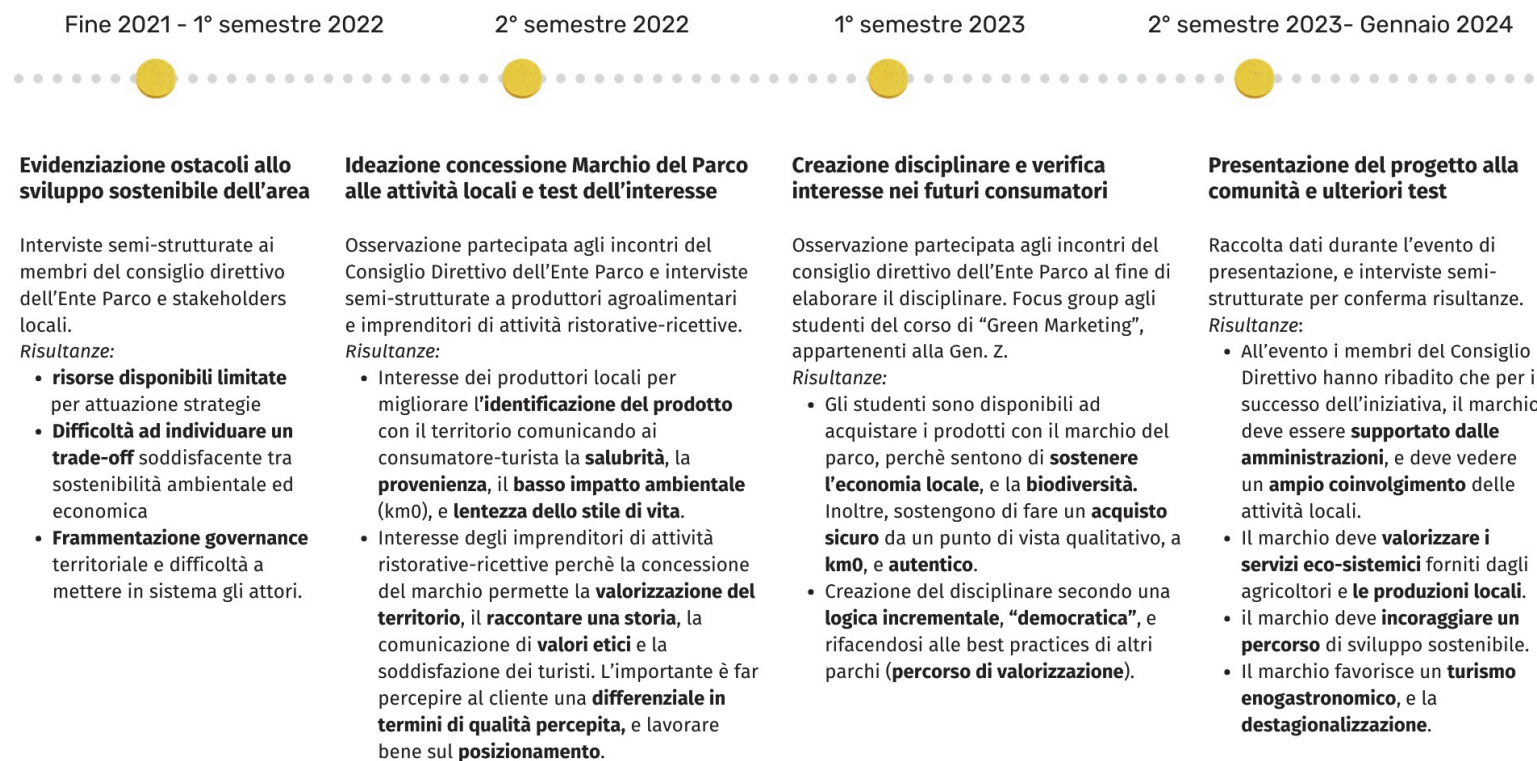 Fine 2021 - 1° semestre 2022
2° semestre 2022
1° semestre 2023
2° semestre 2023- Gennaio 2024
Evidenziazione ostacoli allo
sviluppo sostenibile dell'area
Interviste semi-strutturate ai
membri del consiglio direttivo
dell'Ente Parco e stakeholders
locali.
Risultanze:
• risorse disponibili limitate
per attuazione strategie
• Difficoltà ad individuare un
trade-off soddisfacente tra
sostenibilità ambientale ed
economica
• Frammentazione governance
territoriale e difficoltà a
mettere in sistema gli attori.
Ideazione concessione Marchio del Parco
alle attività locali e test dell'interesse
Osservazione partecipata agli incontri del
Consiglio Direttivo dell'Ente Parco e interviste
semi-strutturate a produttori agroalimentari
e imprenditori di attività ristorative-ricettive.
Risultanze:
• Interesse dei produttori locali per
migliorare l'identificazione del prodotto
con il territorio comunicando ai
consumatore-turista la salubrità, la
provenienza, il basso impatto ambientale
(km0), e lentezza dello stile di vita.
• Interesse degli imprenditori di attività
ristorative-ricettive perchè la concessione
del marchio permette la valorizzazione del
territorio, il raccontare una storia, la
comunicazione di valori etici e la
soddisfazione dei turisti. L'importante è far
percepire al cliente una differenziale in
termini di qualità percepita, e lavorare
bene sul posizionamento.
Creazione disciplinare e verifica
interesse nei futuri consumatori
Osservazione partecipata agli incontri del
consiglio direttivo dell'Ente Parco al fine di
elaborare il disciplinare. Focus group agli
studenti del corso di "Green Marketing",
appartenenti alla Gen. Z.
Risultanze:
• Gli studenti sono disponibili ad
acquistare i prodotti con il marchio del
parco, perchè sentono di sostenere
l'economia locale, e la biodiversità.
Inoltre, sostengono di fare un acquisto
sicuro da un punto di vista qualitativo, a
km0, e autentico.
• Creazione del disciplinare secondo una
logica incrementale, "democratica", e
rifacendosi alle best practices di altri
parchi (percorso di valorizzazione).
Presentazione del progetto alla
comunità e ulteriori test
Raccolta dati durante l'evento di
presentazione, e interviste semi-
strutturate per conferma risultanze.
Risultanze:
• All'evento i membri del Consiglio
Direttivo hanno ribadito che per i
successo dell'iniziativa, il marchio
deve essere supportato dalle
amministrazioni, e deve vedere
un ampio coinvolgimento delle
attività locali.
• Il marchio deve valorizzare i
servizi eco-sistemici forniti dagli
agricoltori e le produzioni locali.
• il marchio deve incoraggiare un
percorso di sviluppo sostenibile.
• Il marchio favorisce un turismo
enogastronomico, e la
destagionalizzazione.